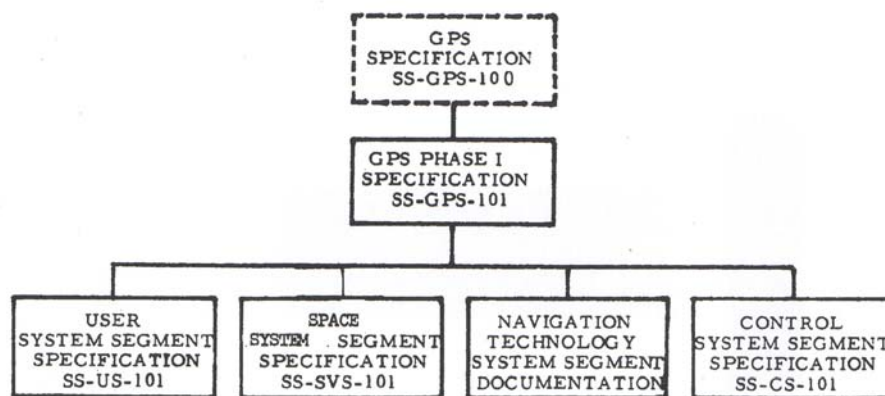 GPS
SPECIFICATION
SS-GPS-100
GPS PHASE I
SPECIFICATION
SS-GPS-101
USER
SYSTEM SEGMENT
SPECIFICATION
SS-US-101
SPACE
SYSTEM SEGMENT
SPECIFICATION
SS-SVS-101
NAVIGATION
TECHNOLOGY
SYSTEM SEGMENT
DOCUMENTATION
CONTROL
SYSTEM SEGMENT
SPECIFICATION
SS-CS-101